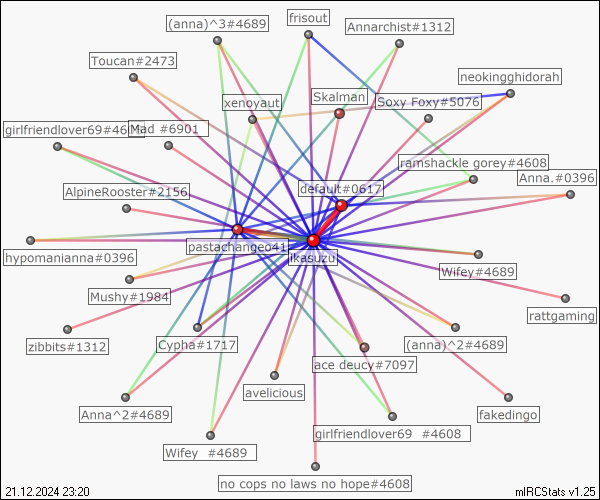 (anna)^3#4689
frisout
Annarchist#1312
Toucan#2473
neokingghidorah
xenoyaut
Skalman
Soxy Foxy#5076
girlfriendlover69#4
Mad #6901
ramshackle gorey#4608
Anna.#0396
AlpineRooster#2156
default#0617
pastachangeo41
ikasuzu
hypomanianna#0396
Wifey#4689
Mushy#1984
rattgaming
zibbits#1312
Cypha#1717
(anna)^2#4689
ace deucy#7097
avelicious
Anna^2#4689
fakedingo
girlfriendlover69 #4608
Wifey #4689
no cops no laws no hope#4608
21.12.2024 23:20
mIRCStats v1.25